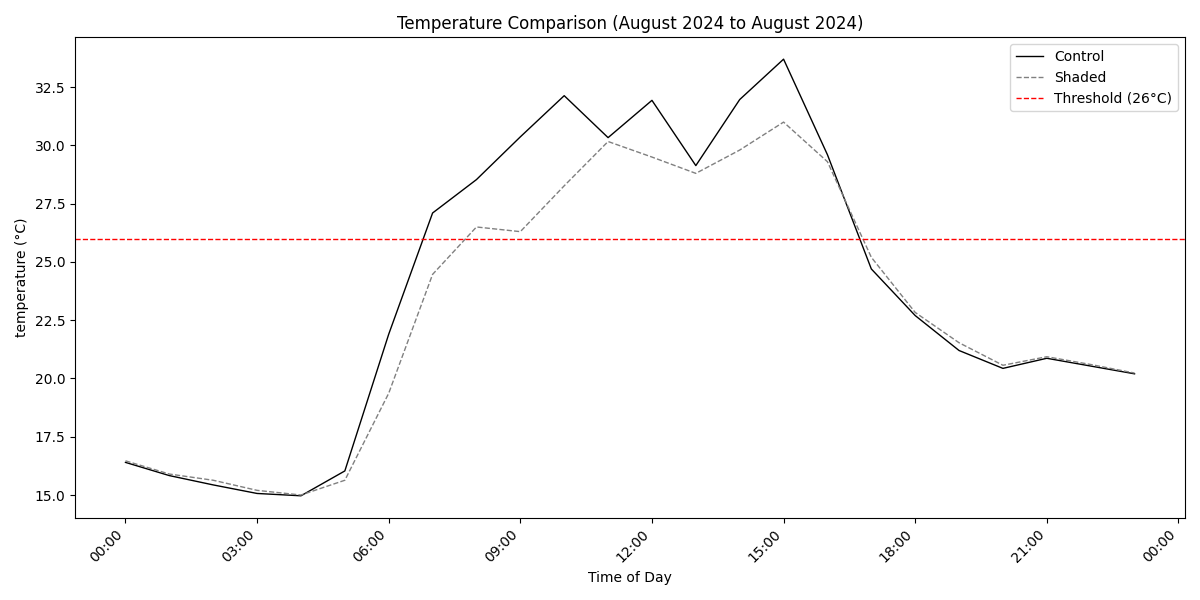 Temperature Comparison (August 2024 to August 2024)
Control
Shaded
Threshold (26°C)
32.5
30.0
27.5
25.0
22.5
20.0
17.5
15.0
temperature (°C)
00:00
03:00
06:00
09:00
12:00
15:00
18:00
21:00
00:00
Time of Day